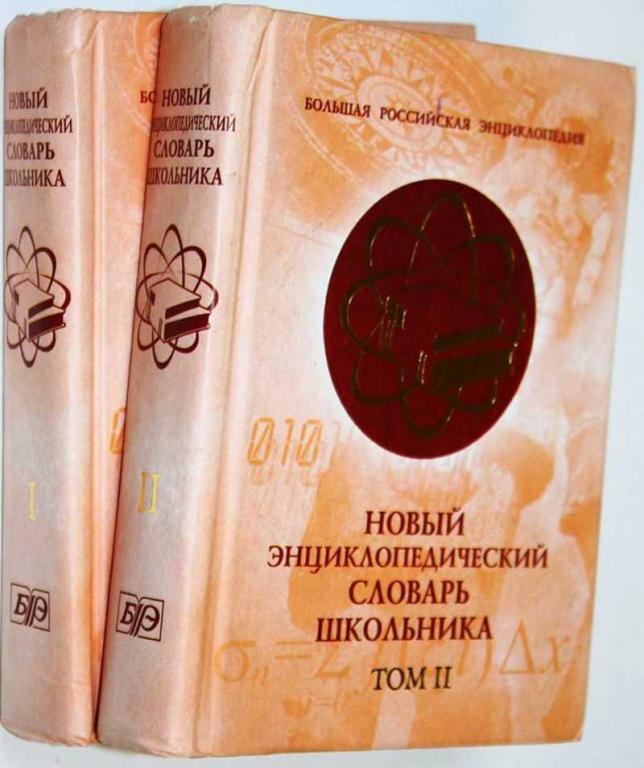 НОВЫЙ
ЭНЦИКЛОПЕДИЧЕСКИЙ
СЛОВАРЬ
ШКОЛЬНИКА
I
БЭ
НОВЫЙ
ЭНЦИКЛОПЕДИЧЕСКИЙ
СЛОВАРЬ
ШКОЛЬНИКА
II
БЭ
БОЛЬШАЯ РОССИЙСКАЯ ЭНЦИКЛОПЕДИЯ
010
НОВЫЙ
ЭНЦИКЛОПЕДИЧЕСКИЙ
СЛОВАРЬ
ШКОЛЬНИКА
ТОМ II